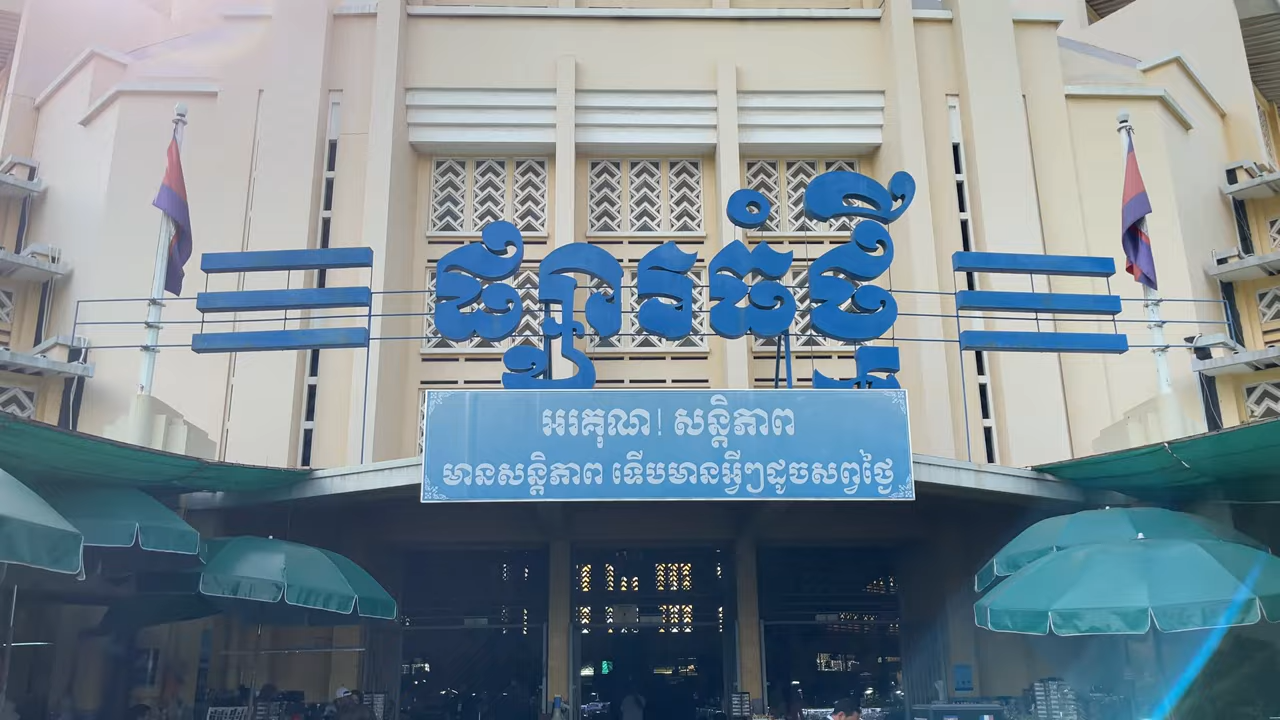 ផ្សារធំថ្មី
អរគុណ! សន្តិភាព
មានសន្តិភាព ទើបមានអ្វីៗដូចសព្វថ្ងៃ